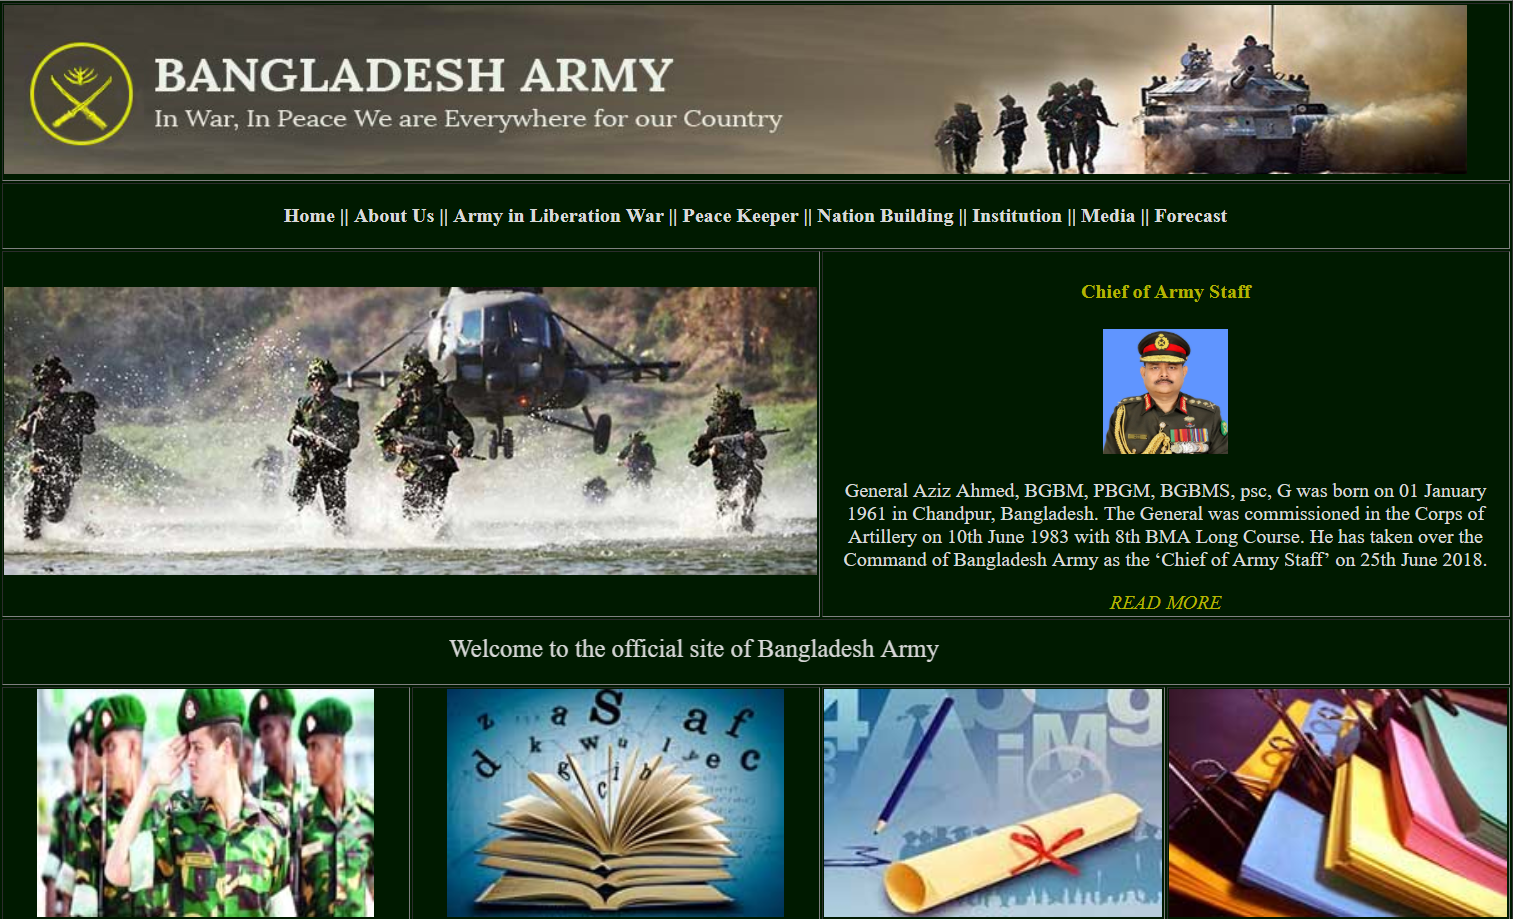 BANGLADESH ARMY
In War, In Peace We are Everywhere for our Country
Home || About Us || Army in Liberation War || Peace Keeper || Nation Building || Institution || Media || Forecast
Chief of Army Staff
General Aziz Ahmed, BGBM, PBGM, BGBMS, psc, G was born on 01 January
1961 in Chandpur, Bangladesh. The General was commissioned in the Corps of
Artillery on 10th June 1983 with 8th BMA Long Course. He has taken over the
Command of Bangladesh Army as the ‘Chief of Army Staff’ on 25th June 2018.
READ MORE
Welcome to the official site of Bangladesh Army
z a S a f
d k w u l e c
g i b
c